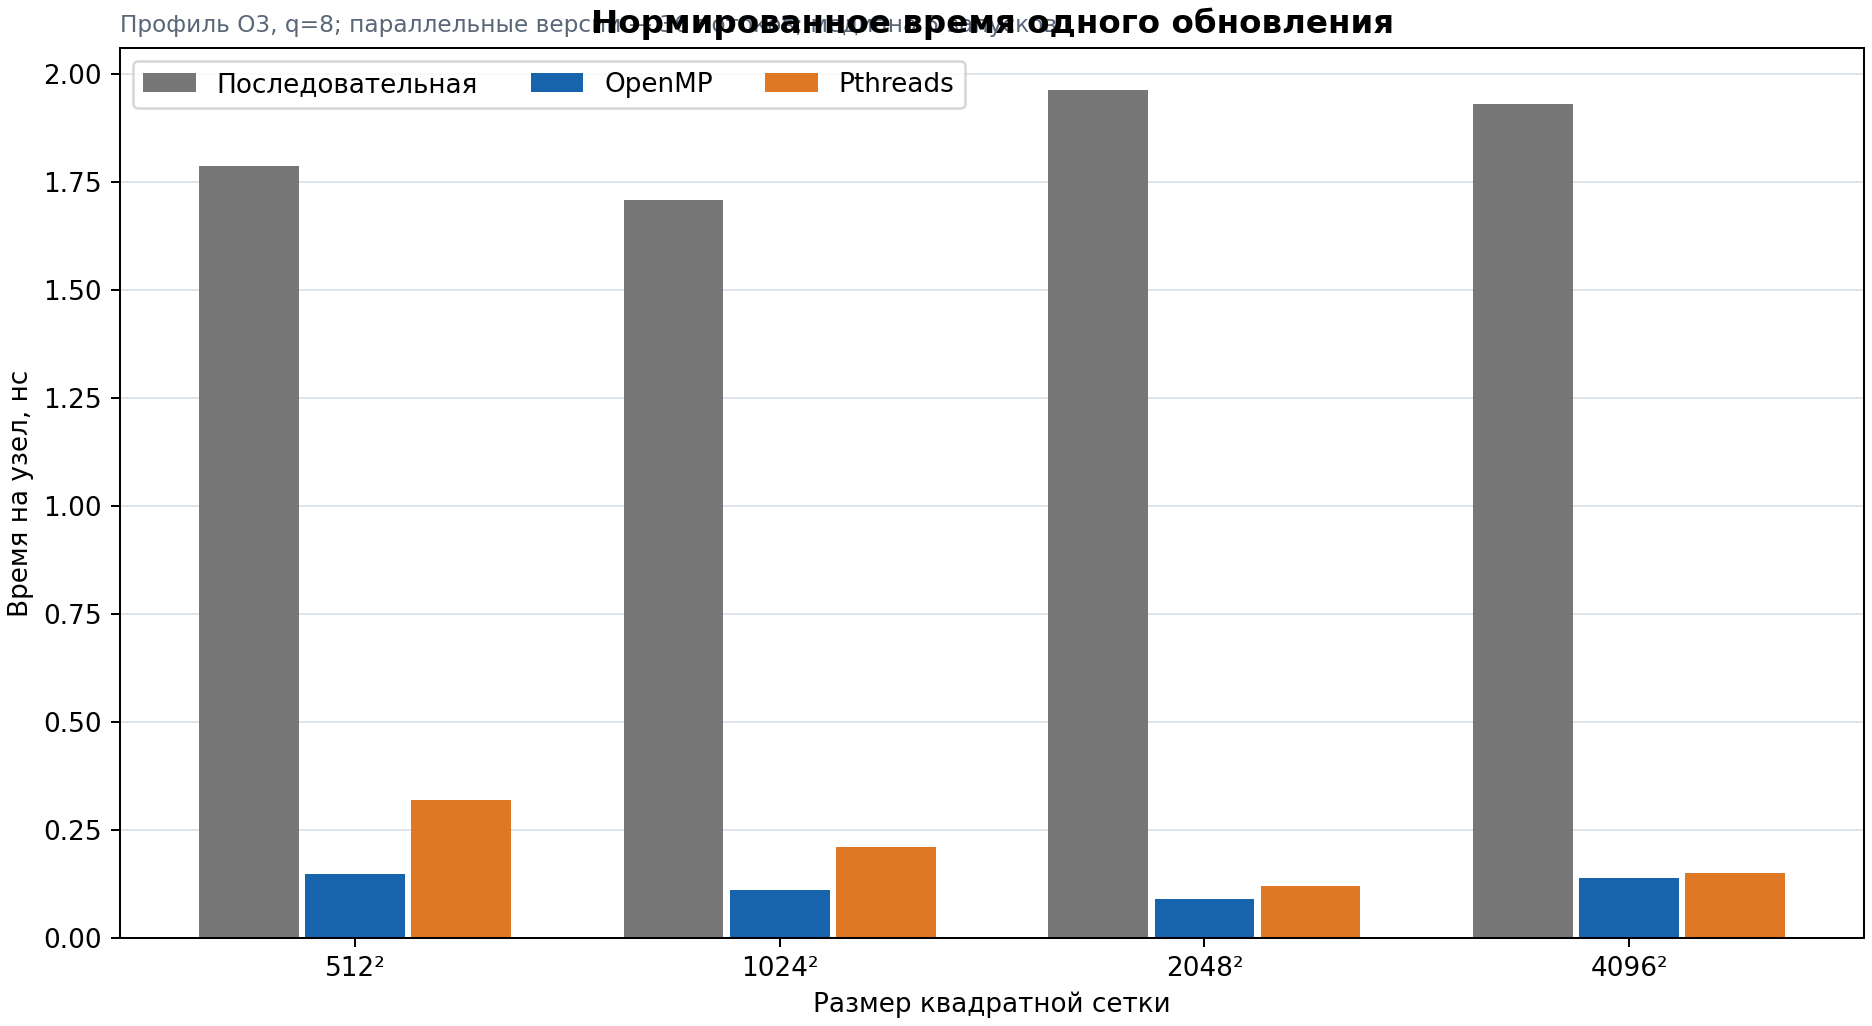 Нормированное время одного обновления
Профиль O3, q=8; параллельные версии —
2.00
1.75
1.50
1.25
1.00
0.75
0.50
0.25
0.00
Последовательная
OpenMP
Pthreads
Время на узел, нс
512²
1024²
2048²
4096²
Размер квадратной сетки